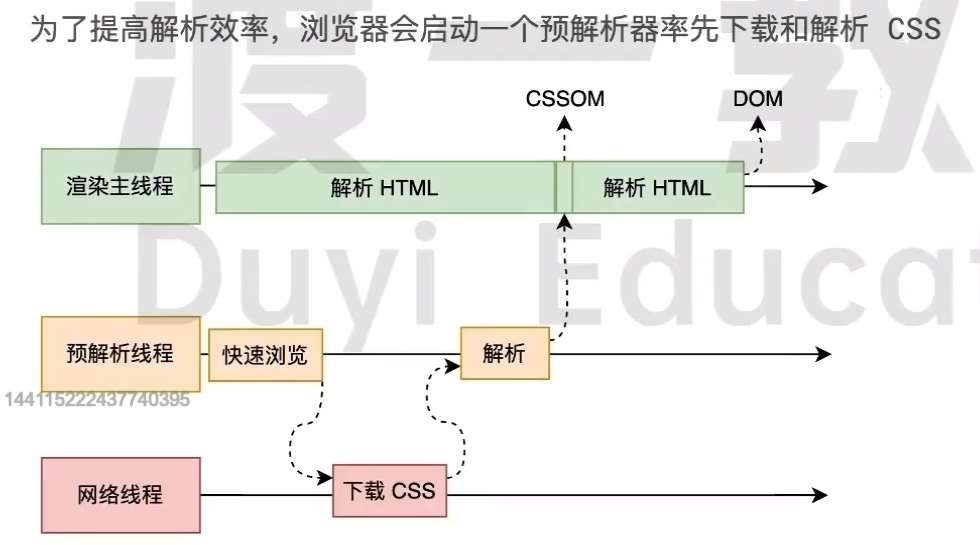 为了提高解析效率，浏览器会启动一个预解析器率先下载和解析 CSS
CSSOM
DOM
渲染主线程
解析 HTML
解析 HTML
Duyi Educat
预解析线程
快速浏览
解析
144115222437740395
网络线程
下载 CSS